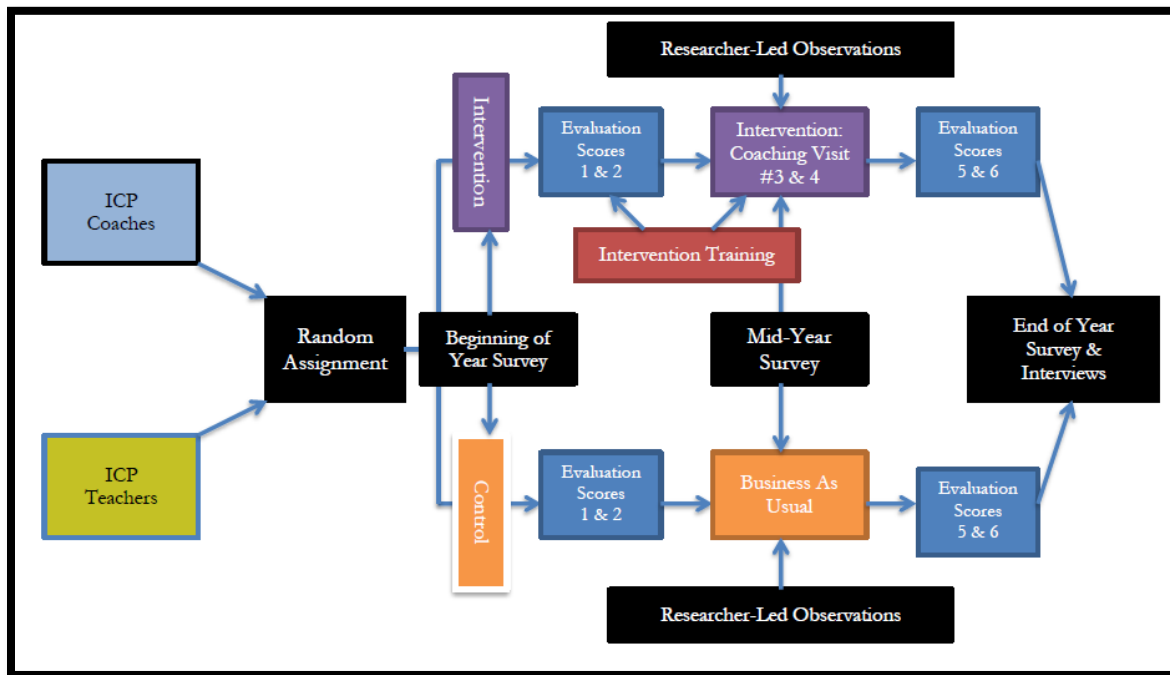 Researcher-Led Observations
Intervention
Evaluation
Scores
1 & 2
Intervention:
Coaching Visit
#3 & 4
Evaluation
Scores
5 & 6
ICP
Coaches
Intervention Training
Random
Assignment
Beginning of
Year Survey
Mid-Year
Survey
End of Year
Survey &
Interviews
ICP
Teachers
Control
Evaluation
Scores
1 & 2
Business As
Usual
Evaluation
Scores
5 & 6
Researcher-Led Observations